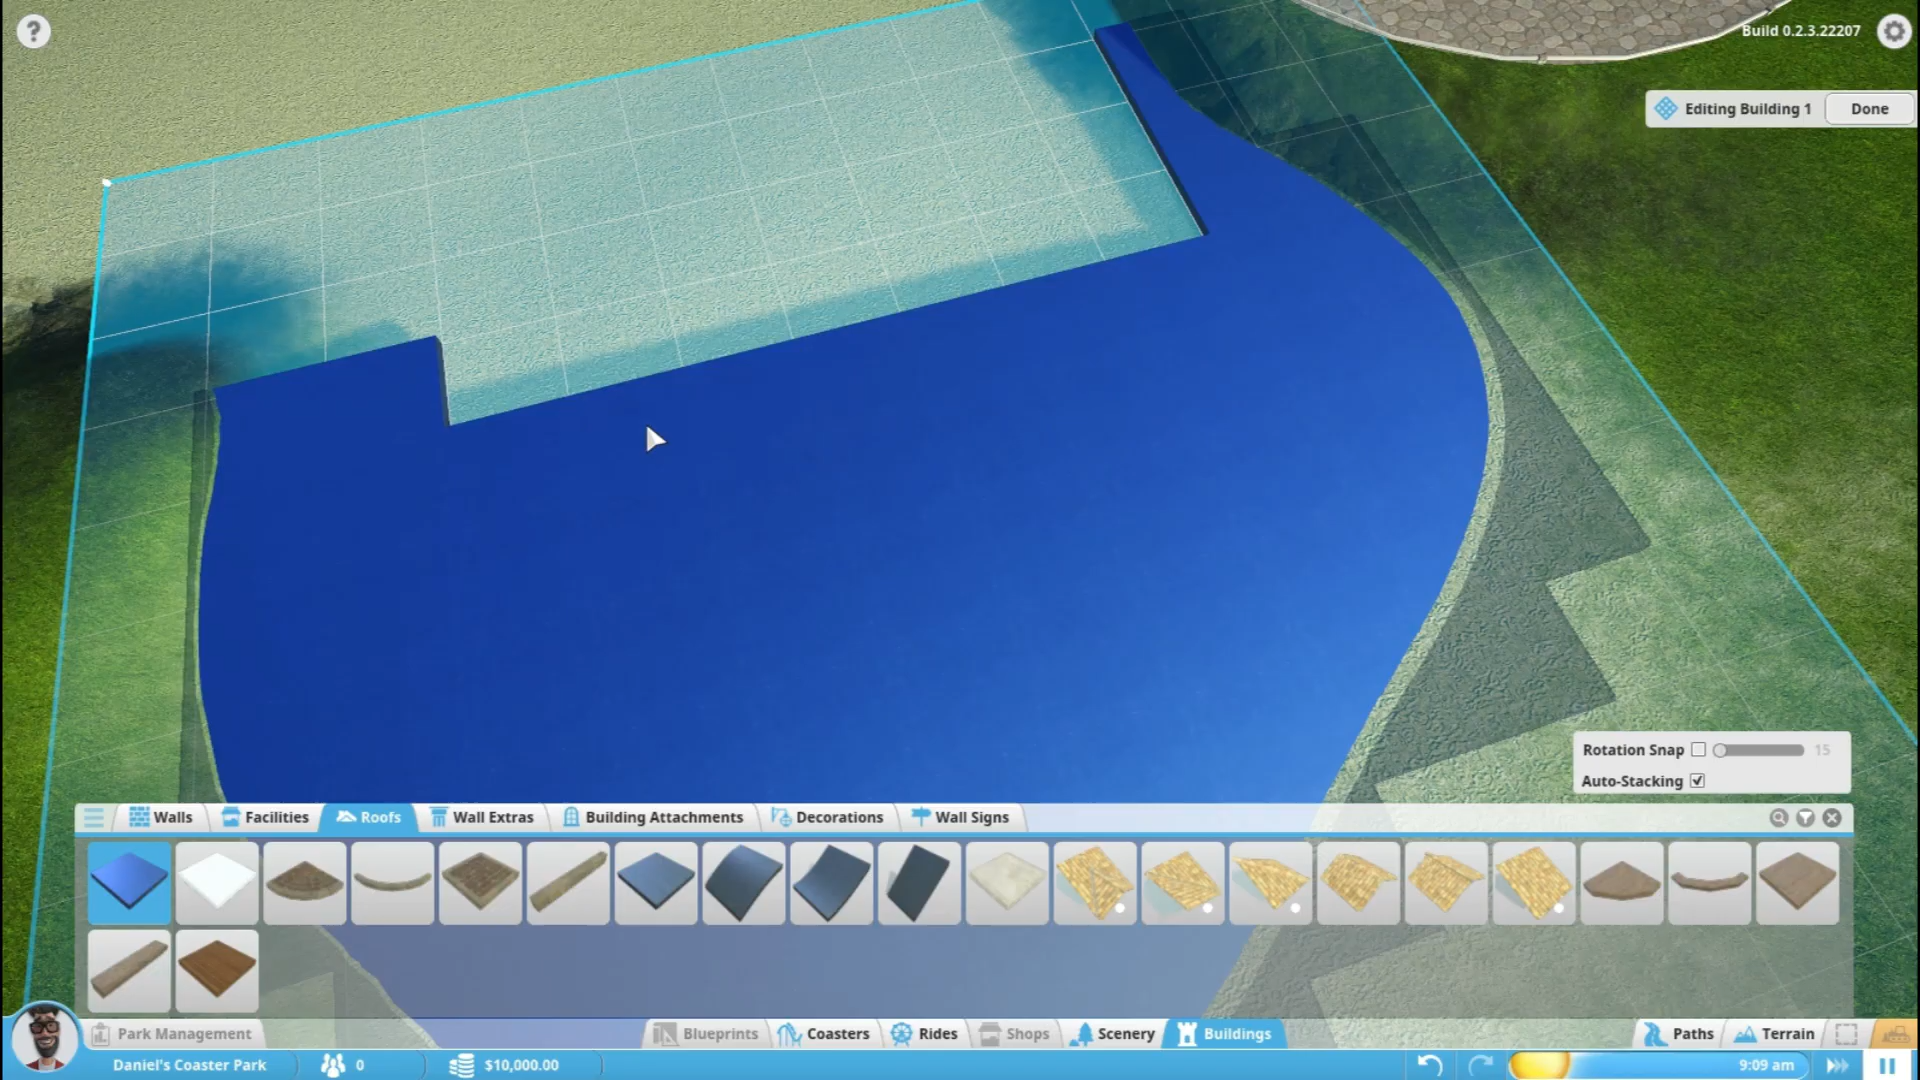 ?
Build 0.2.3.22207
Editing Building 1 Done
Rotation Snap 15
Auto-Stacking
Walls Facilities Roofs Wall Extras Building Attachments Decorations Wall Signs
Park Management Blueprints Coasters Rides Shops Scenery Buildings Paths Terrain
Daniel's Coaster Park 0 $10,000.00 9:09 am